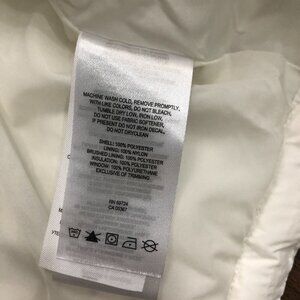 MACHINE WASH COLD, REMOVE PROMPTLY,
WITH LIKE COLORS, DO NOT BLEACH,
TUMBLE DRY LOW, IRON LOW,
DO NOT USE FABRIC SOFTENER,
IF PRESENT DO NOT IRON DECAL,
DO NOT DRYCLEAN
SHELL: 100% POLYESTER
LINING: 100% NYLON
BRUSHED LINING: 100% POLYESTER
INSULATION: 100% POLYESTER
WINDOW: 100% POLYURETHANE
EXCLUSIVE OF TRIMMING
RN 69724
CA 05367